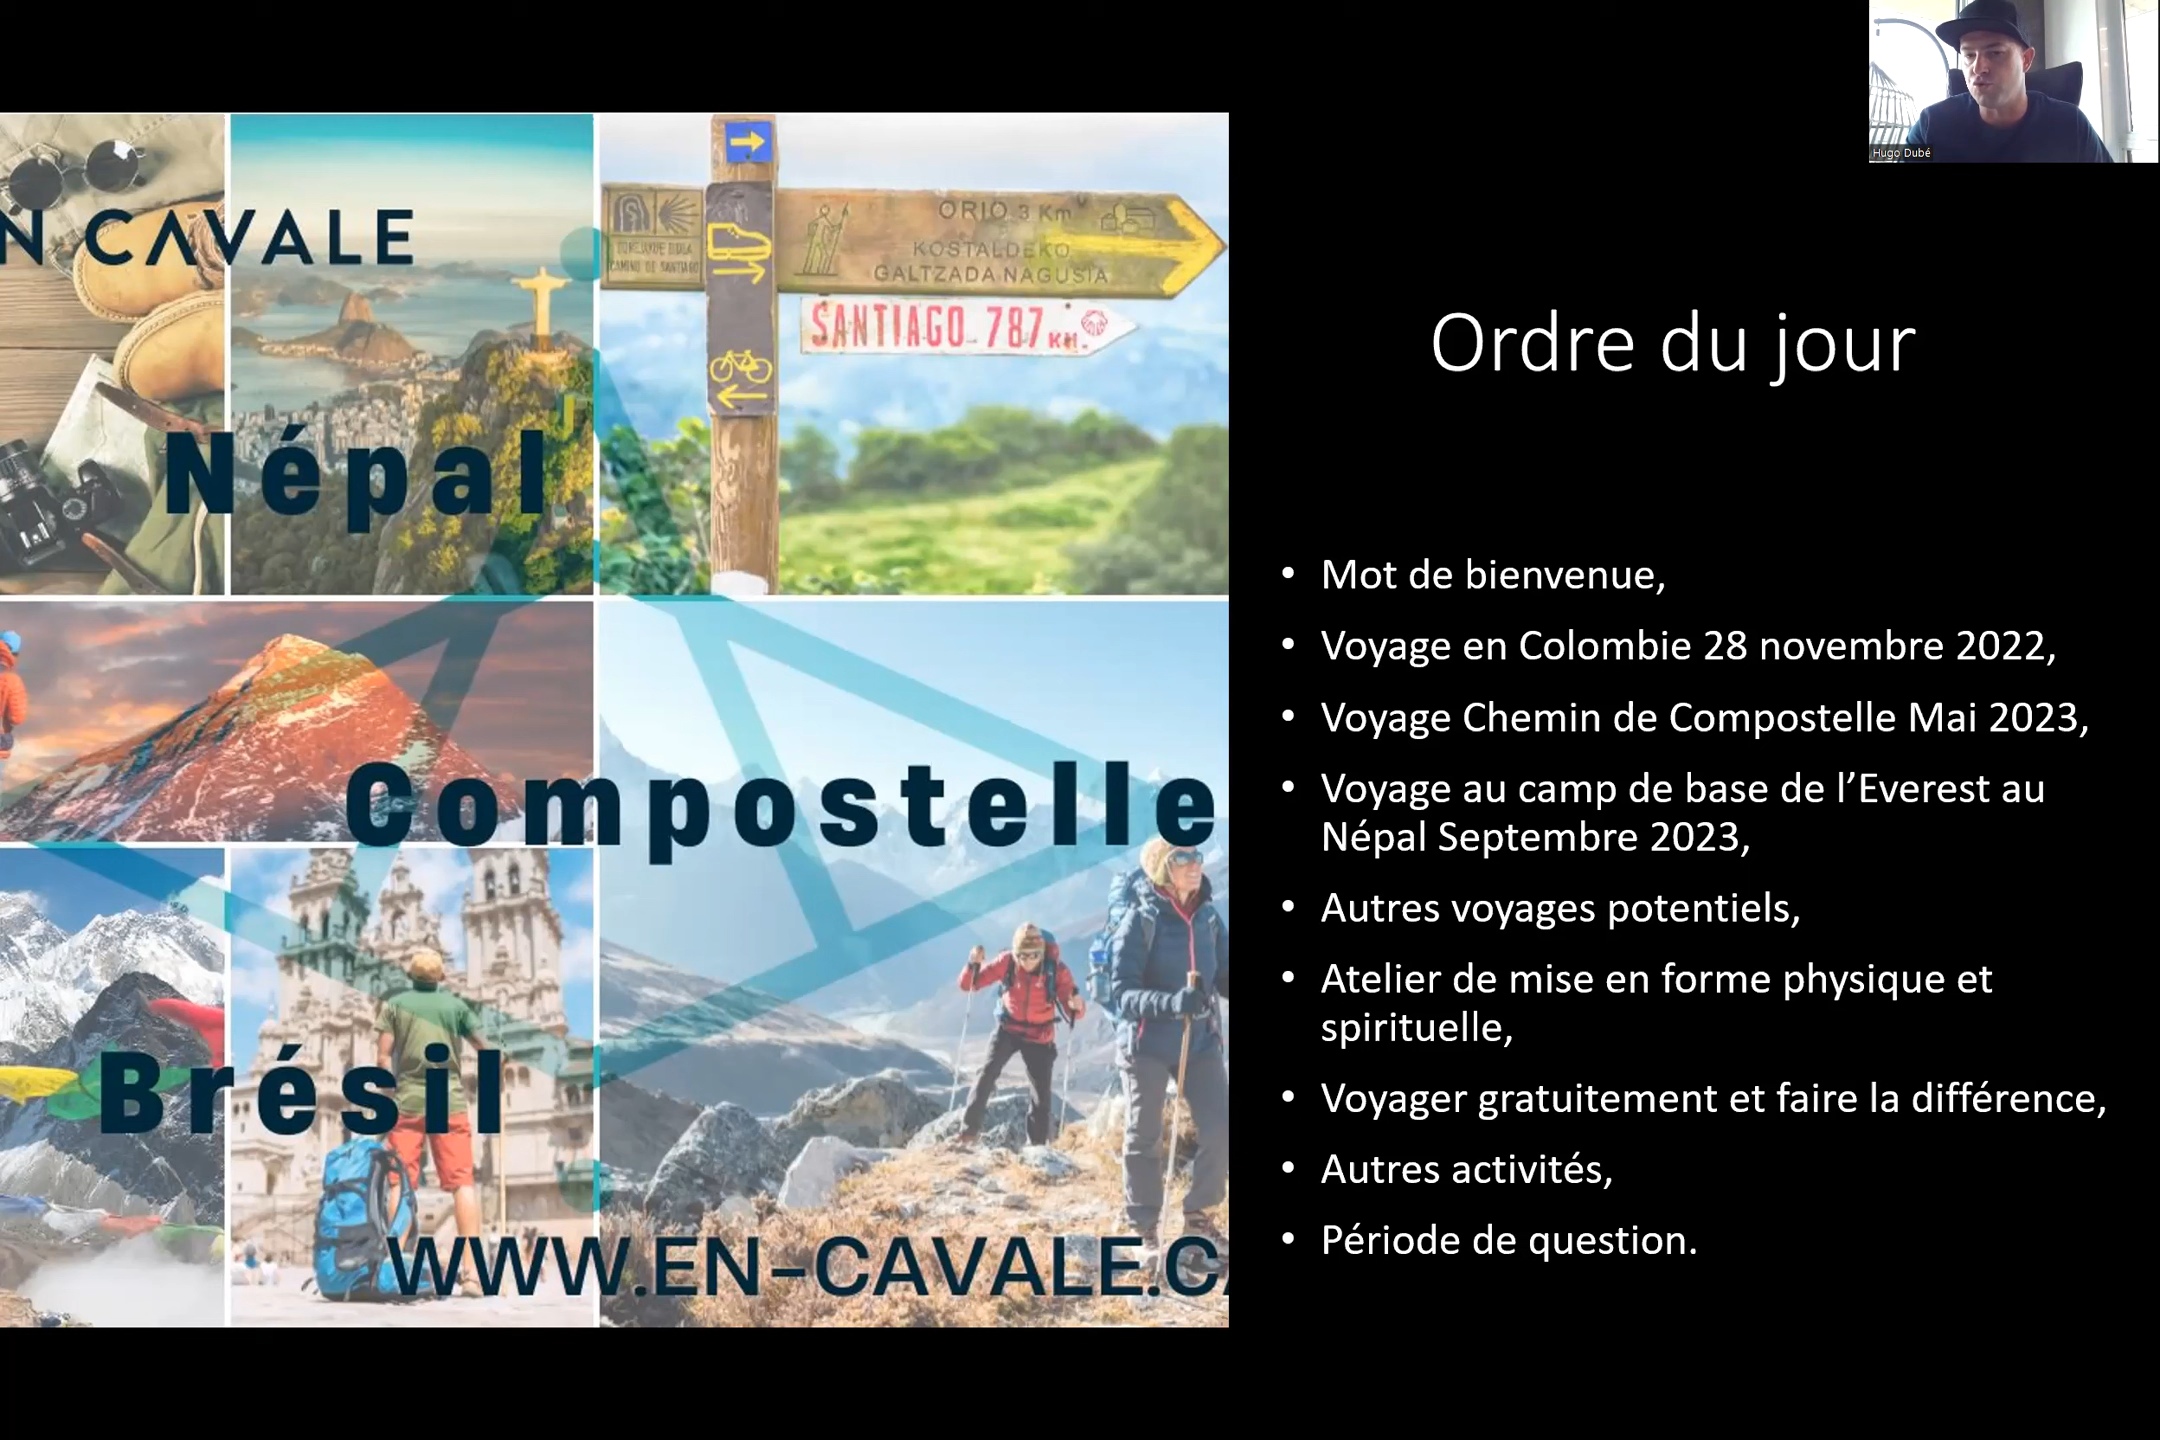 N CAVALE
Népal
Compostelle
Brésil
WWW.EN-CAVALE.C
ORIO 3 Km
KOSTALDEKO
GALTZADA NAGUSIA
CAMINO DE SANTIAGO
SANTIAGO 787 KM.
Hugo Dubé
Ordre du jour
• Mot de bienvenue,
• Voyage en Colombie 28 novembre 2022,
• Voyage Chemin de Compostelle Mai 2023,
• Voyage au camp de base de l’Everest au
Népal Septembre 2023,
• Autres voyages potentiels,
• Atelier de mise en forme physique et
spirituelle,
• Voyager gratuitement et faire la différence,
• Autres activités,
• Période de question.